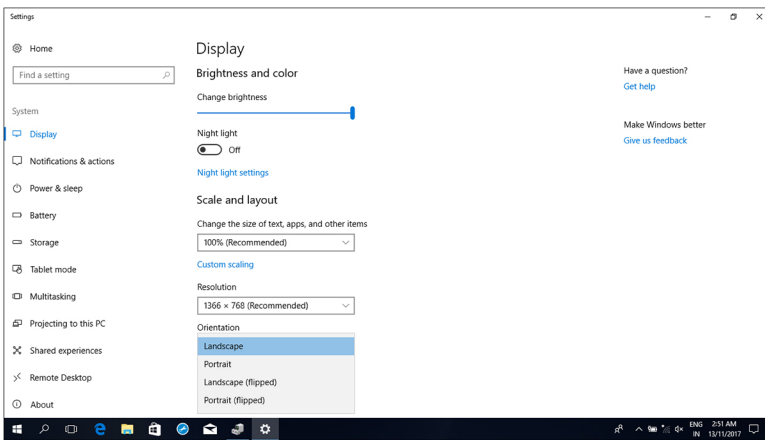 Settings
Home
Find a setting
System
Display
Notifications & actions
Power & sleep
Battery
Storage
Tablet mode
Multitasking
Projecting to this PC
Shared experiences
Remote Desktop
About
Display
Brightness and color
Change brightness
Night light
Off
Night light settings
Scale and layout
Change the size of text, apps, and other items
100% (Recommended)
Custom scaling
Resolution
1366 × 768 (Recommended)
Orientation
Landscape
Portrait
Landscape (flipped)
Portrait (flipped)
Have a question?
Get help
Make Windows better
Give us feedback
ENG 2:51 AM
IN 13/11/2017